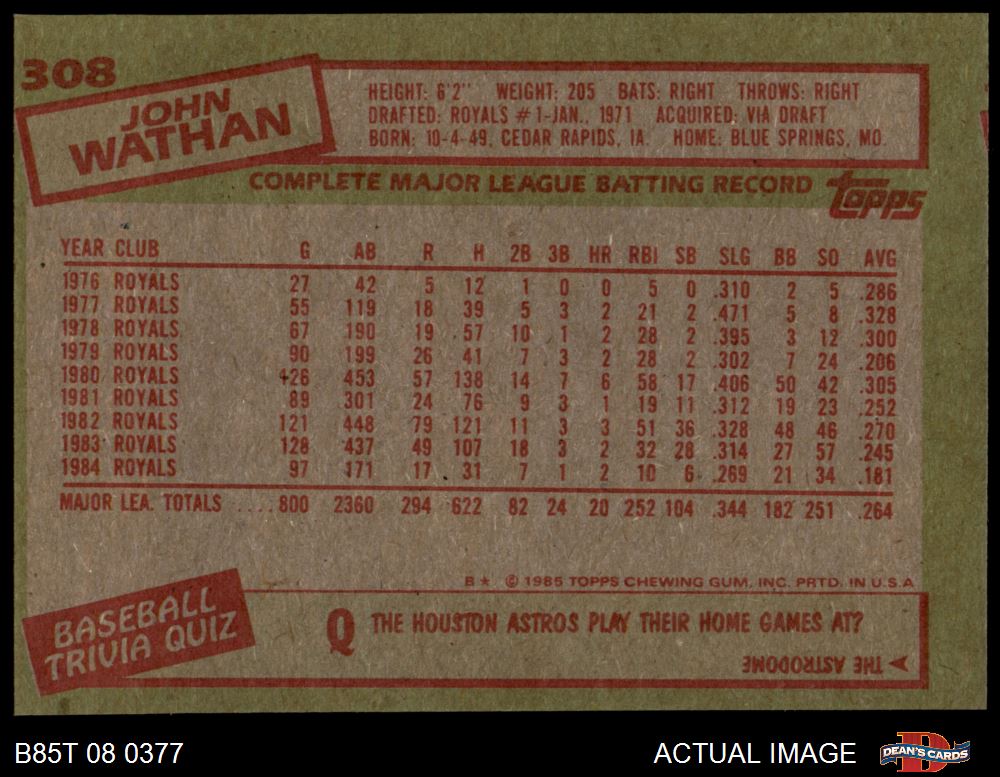 308
JOHN
WATHAN
HEIGHT: 6'2" WEIGHT: 205 BATS: RIGHT THROWS: RIGHT
DRAFTED: ROYALS #1-JAN., 1971 ACQUIRED: VIA DRAFT
BORN: 10-4-49, CEDAR RAPIDS, IA. HOME: BLUE SPRINGS, MO.
COMPLETE MAJOR LEAGUE BATTING RECORD topps
YEAR CLUB G AB R H 2B 3B HR RBI SB SLG BB SO AVG
1976 ROYALS 27 42 5 12 1 0 0 5 0 .310 2 5 .286
1977 ROYALS 55 119 18 39 5 3 2 21 2 .471 5 8 .328
1978 ROYALS 67 190 19 57 10 1 2 28 2 .395 3 12 .300
1979 ROYALS 90 199 26 41 7 3 2 28 2 .302 7 24 .206
1980 ROYALS 126 453 57 138 14 7 6 58 17 .406 50 42 .305
1981 ROYALS 89 301 24 76 9 3 1 19 11 .312 19 23 .252
1982 ROYALS 121 448 79 121 11 3 3 51 36 .328 48 46 .270
1983 ROYALS 128 437 49 107 18 3 2 32 28 .314 27 57 .245
1984 ROYALS 97 171 17 31 7 1 2 10 6 .269 21 34 .181
MAJOR LEA. TOTALS ....800 2360 294 622 82 24 20 252 104 .344 182 251 .264
B★ © 1985 TOPPS CHEWING GUM, INC. PRTD. IN U.S.A
BASEBALL
TRIVIA QUIZ
Q THE HOUSTON ASTROS PLAY THEIR HOME GAMES AT?
THE ASTRODOME
B85T 08 0377
ACTUAL IMAGE
D
DEAN'S CARDS